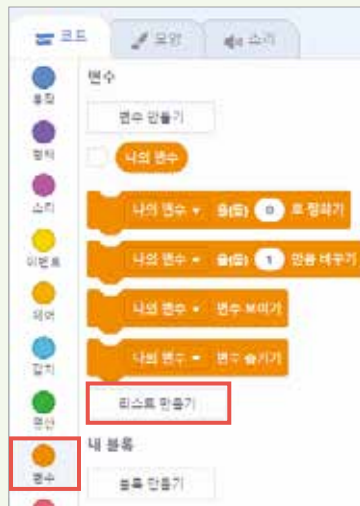 코드
모양
소리
동작
형태
소리
이벤트
제어
감지
연산
변수
변수
변수 만들기
나의 변수
나의 변수 을(를) 0 로 정하기
나의 변수 을(를) 1 만큼 바꾸기
나의 변수 변수 보이기
나의 변수 변수 숨기기
리스트 만들기
내 블록
블록 만들기